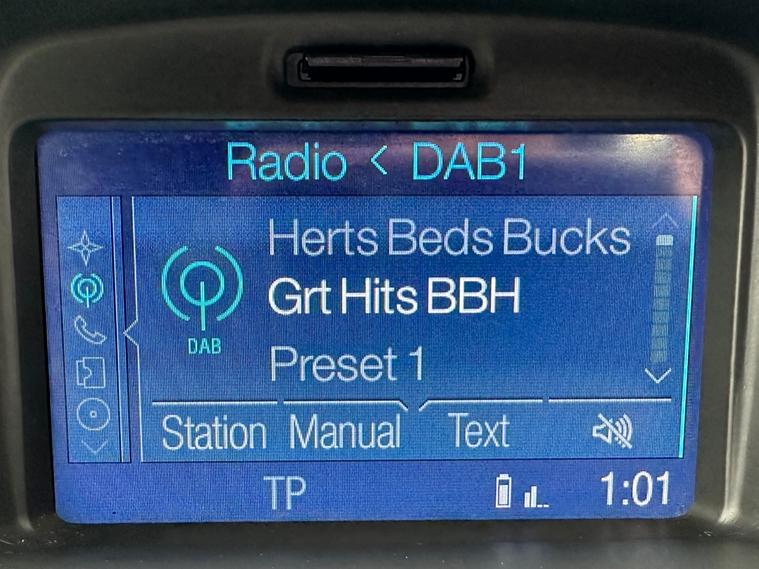 Radio < DAB1
Herts Beds Bucks
Grt Hits BBH
DAB
Preset 1
Station Manual Text
TP 1:01